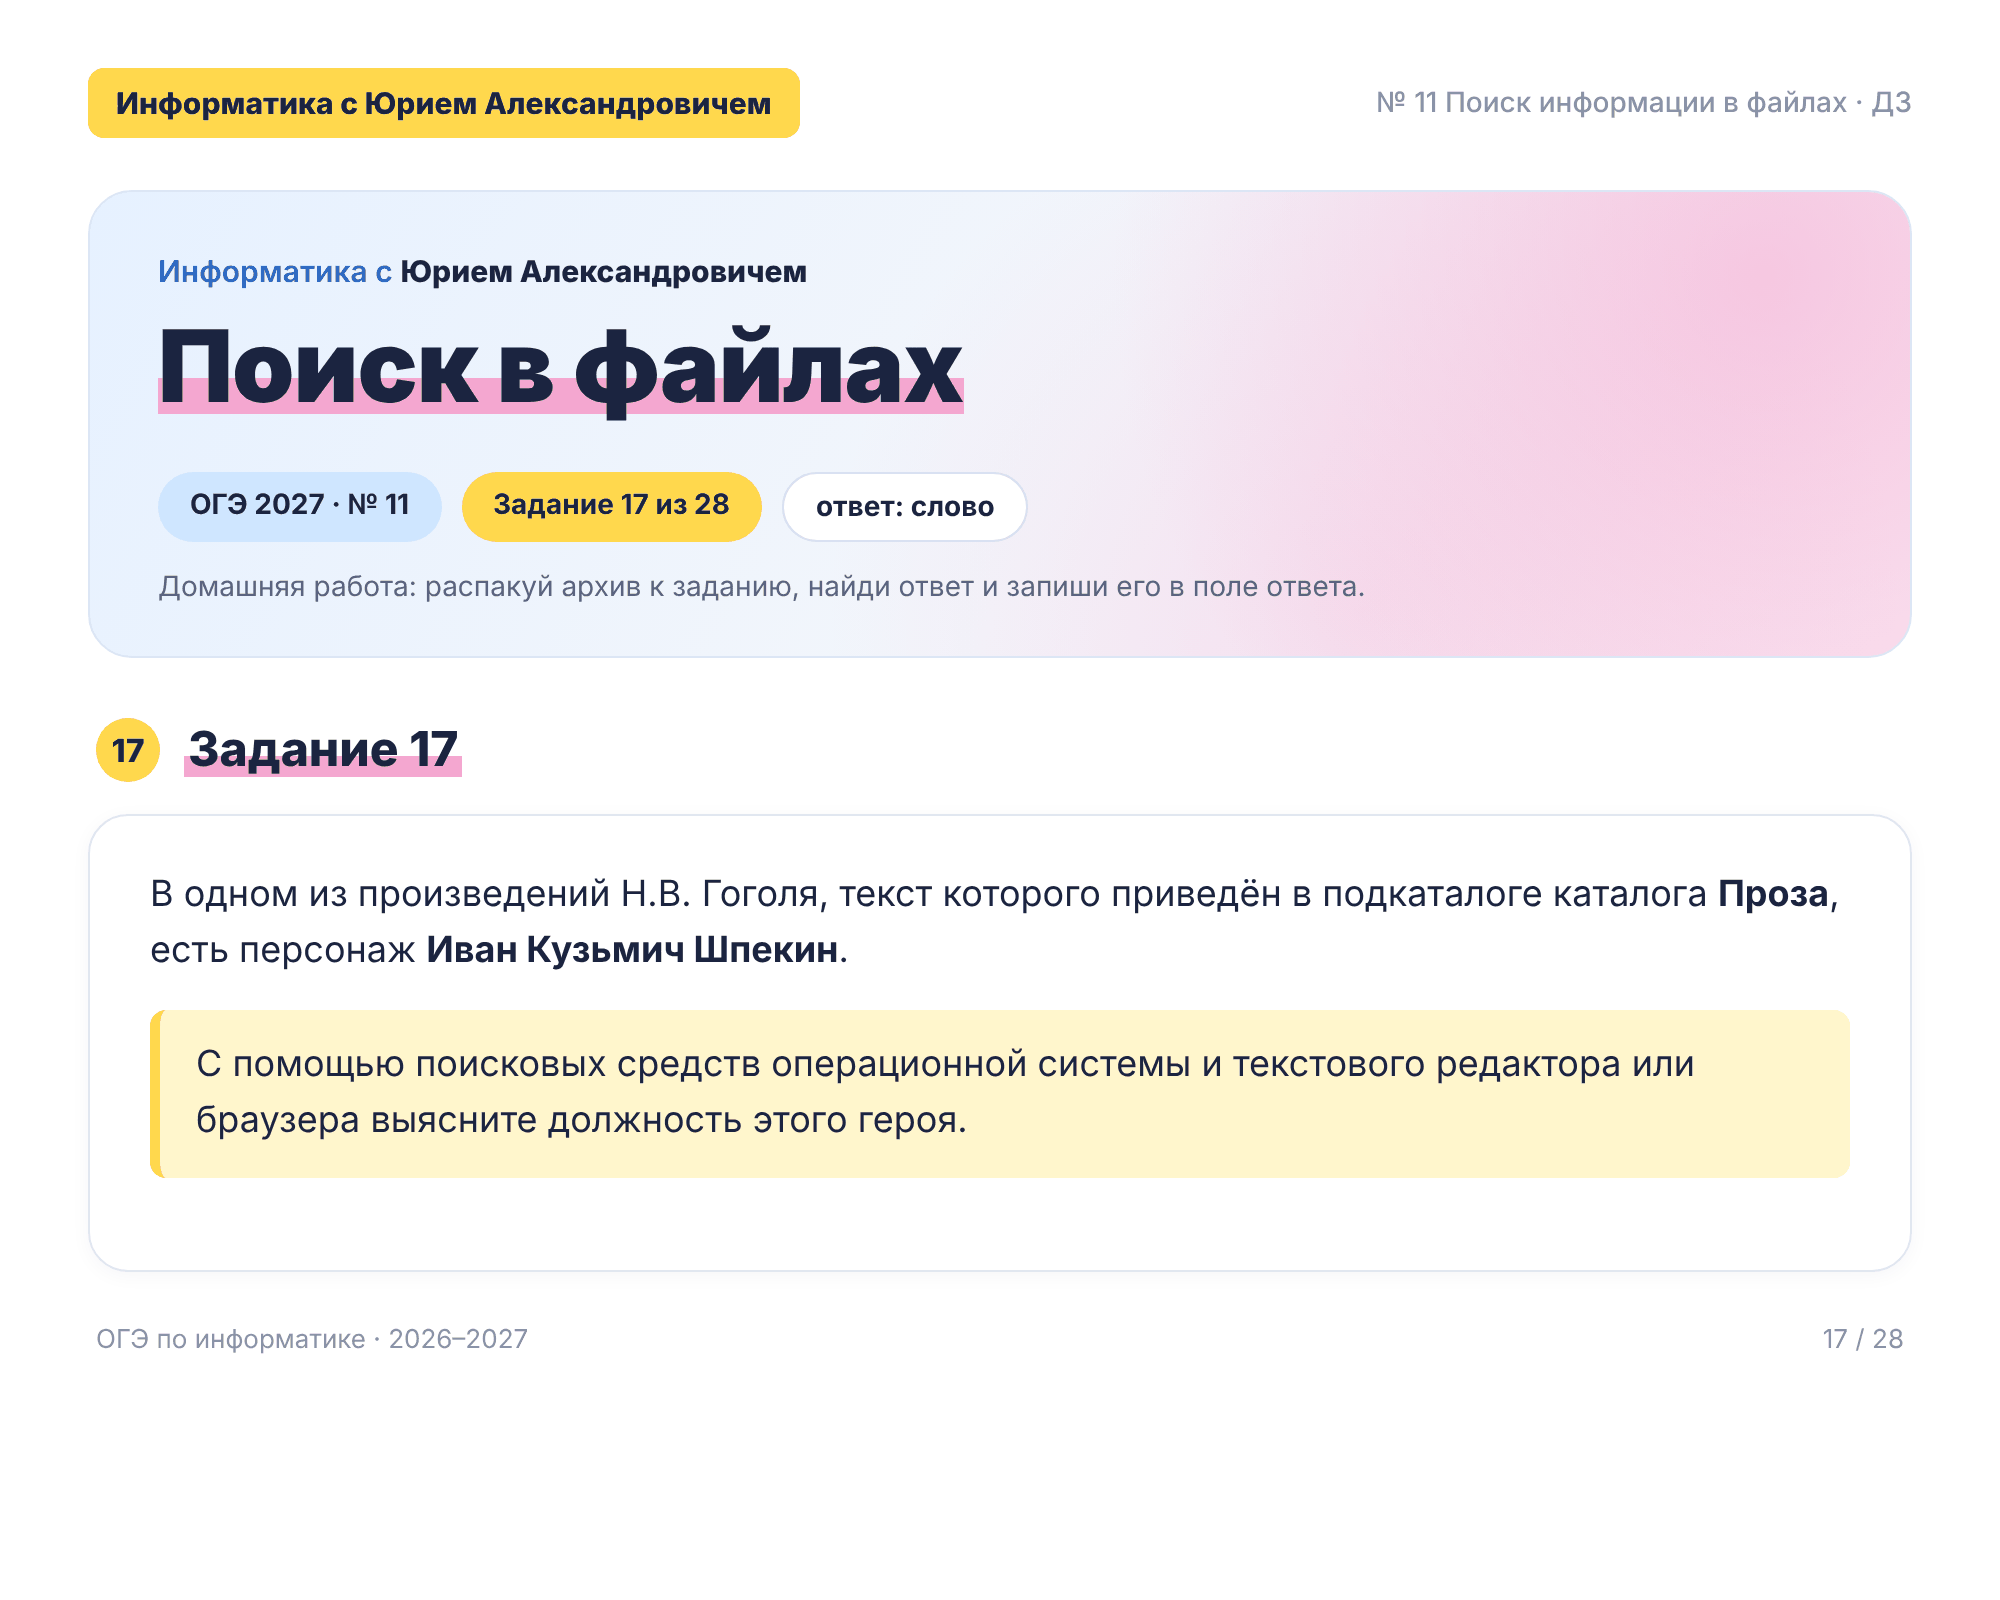 Информатика с Юрием Александровичем
№ 11 Поиск информации в файлах · ДЗ
Информатика с Юрием Александровичем
Поиск в файлах
ОГЭ 2027 · № 11
Задание 17 из 28
ответ: слово
Домашняя работа: распакуй архив к заданию, найди ответ и запиши его в поле ответа.
17 Задание 17
В одном из произведений Н.В. Гоголя, текст которого приведён в подкаталоге каталога Проза,
есть персонаж Иван Кузьмич Шпекин.
С помощью поисковых средств операционной системы и текстового редактора или
браузера выясните должность этого героя.
ОГЭ по информатике · 2026–2027
17 / 28